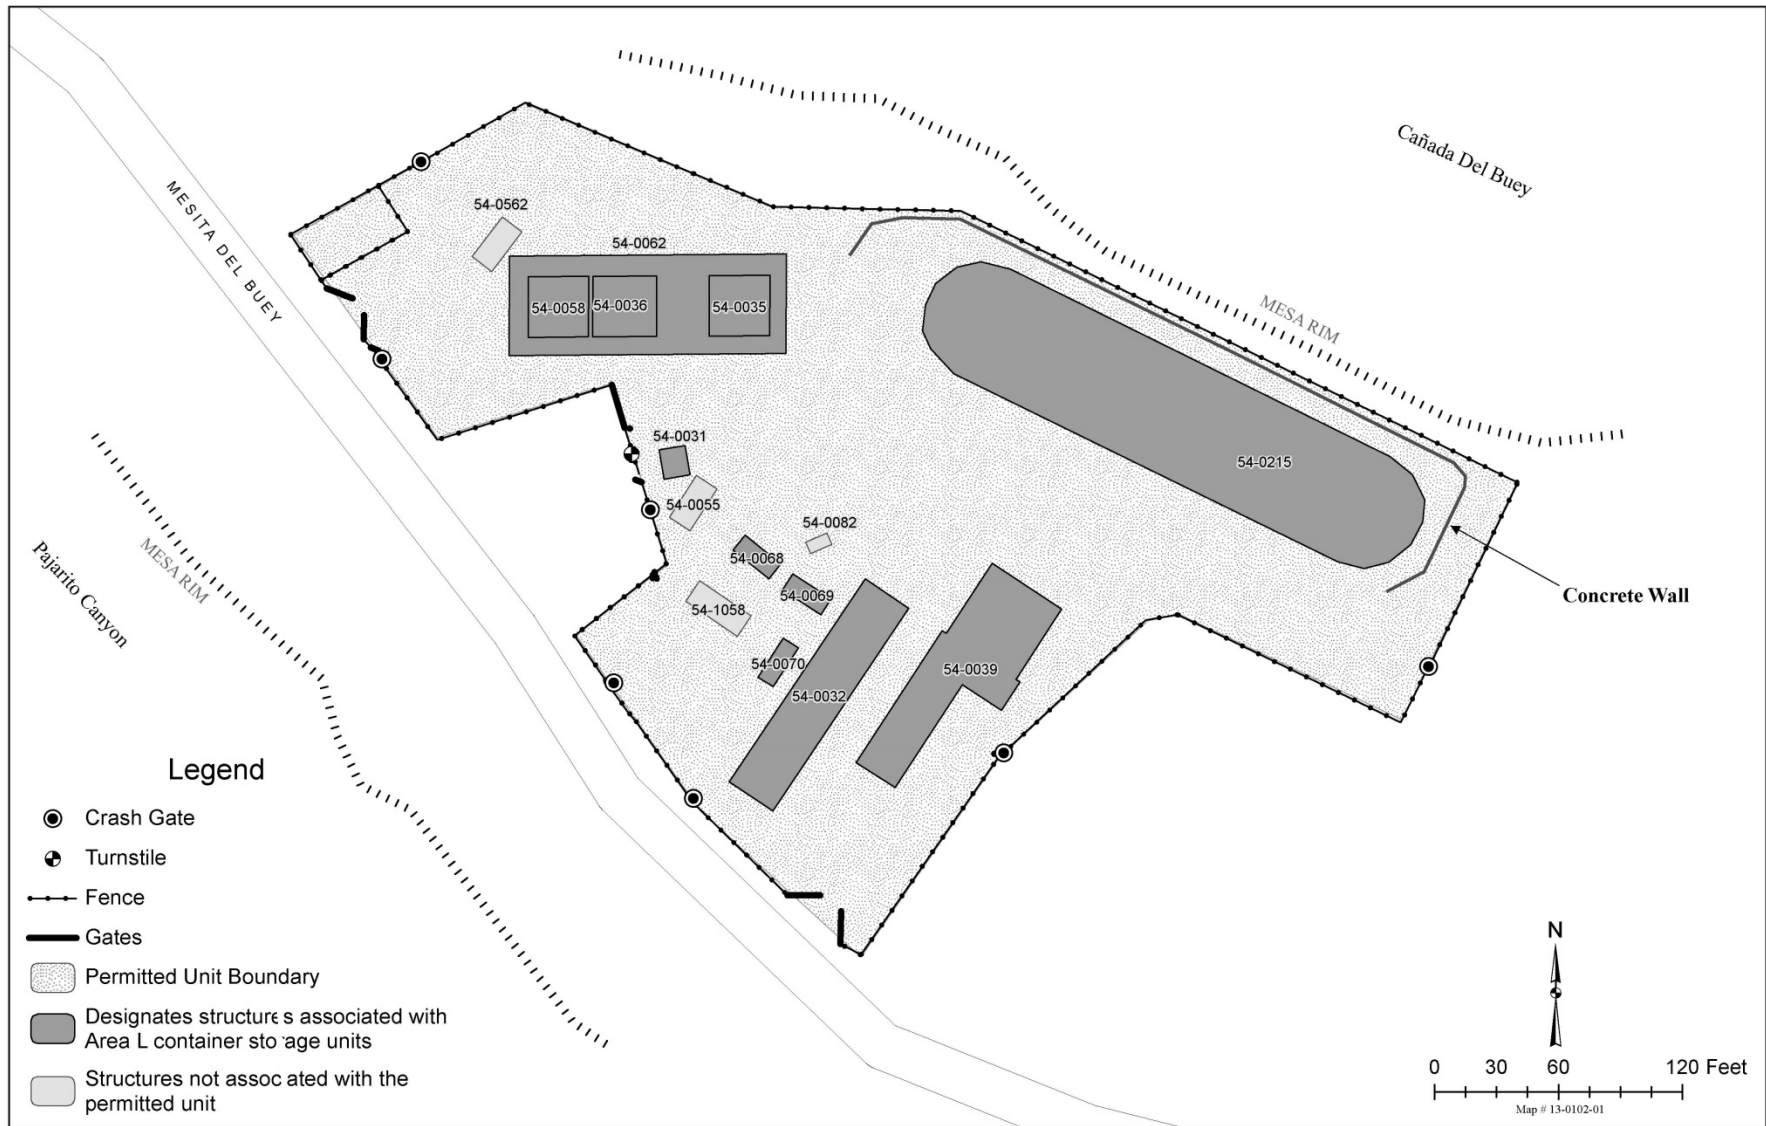 Cañada Del Buey
MESITA DEL BUEY
54-0562
54-0062
54-0058
54-0036
54-0035
MESA RIM
54-0031
54-0215
54-0055
54-0082
54-0068
54-0069
54-1058
54-0070
54-0039
54-0032
Concrete Wall
MESA RIM
Pajarito Canyon
Legend
Crash Gate
Turnstile
Fence
Gates
Permitted Unit Boundary
Designates structures associated with
Area L container storage units
Structures not associated with the
permitted unit
N
0 30 60 120 Feet
Map # 13-0102-01